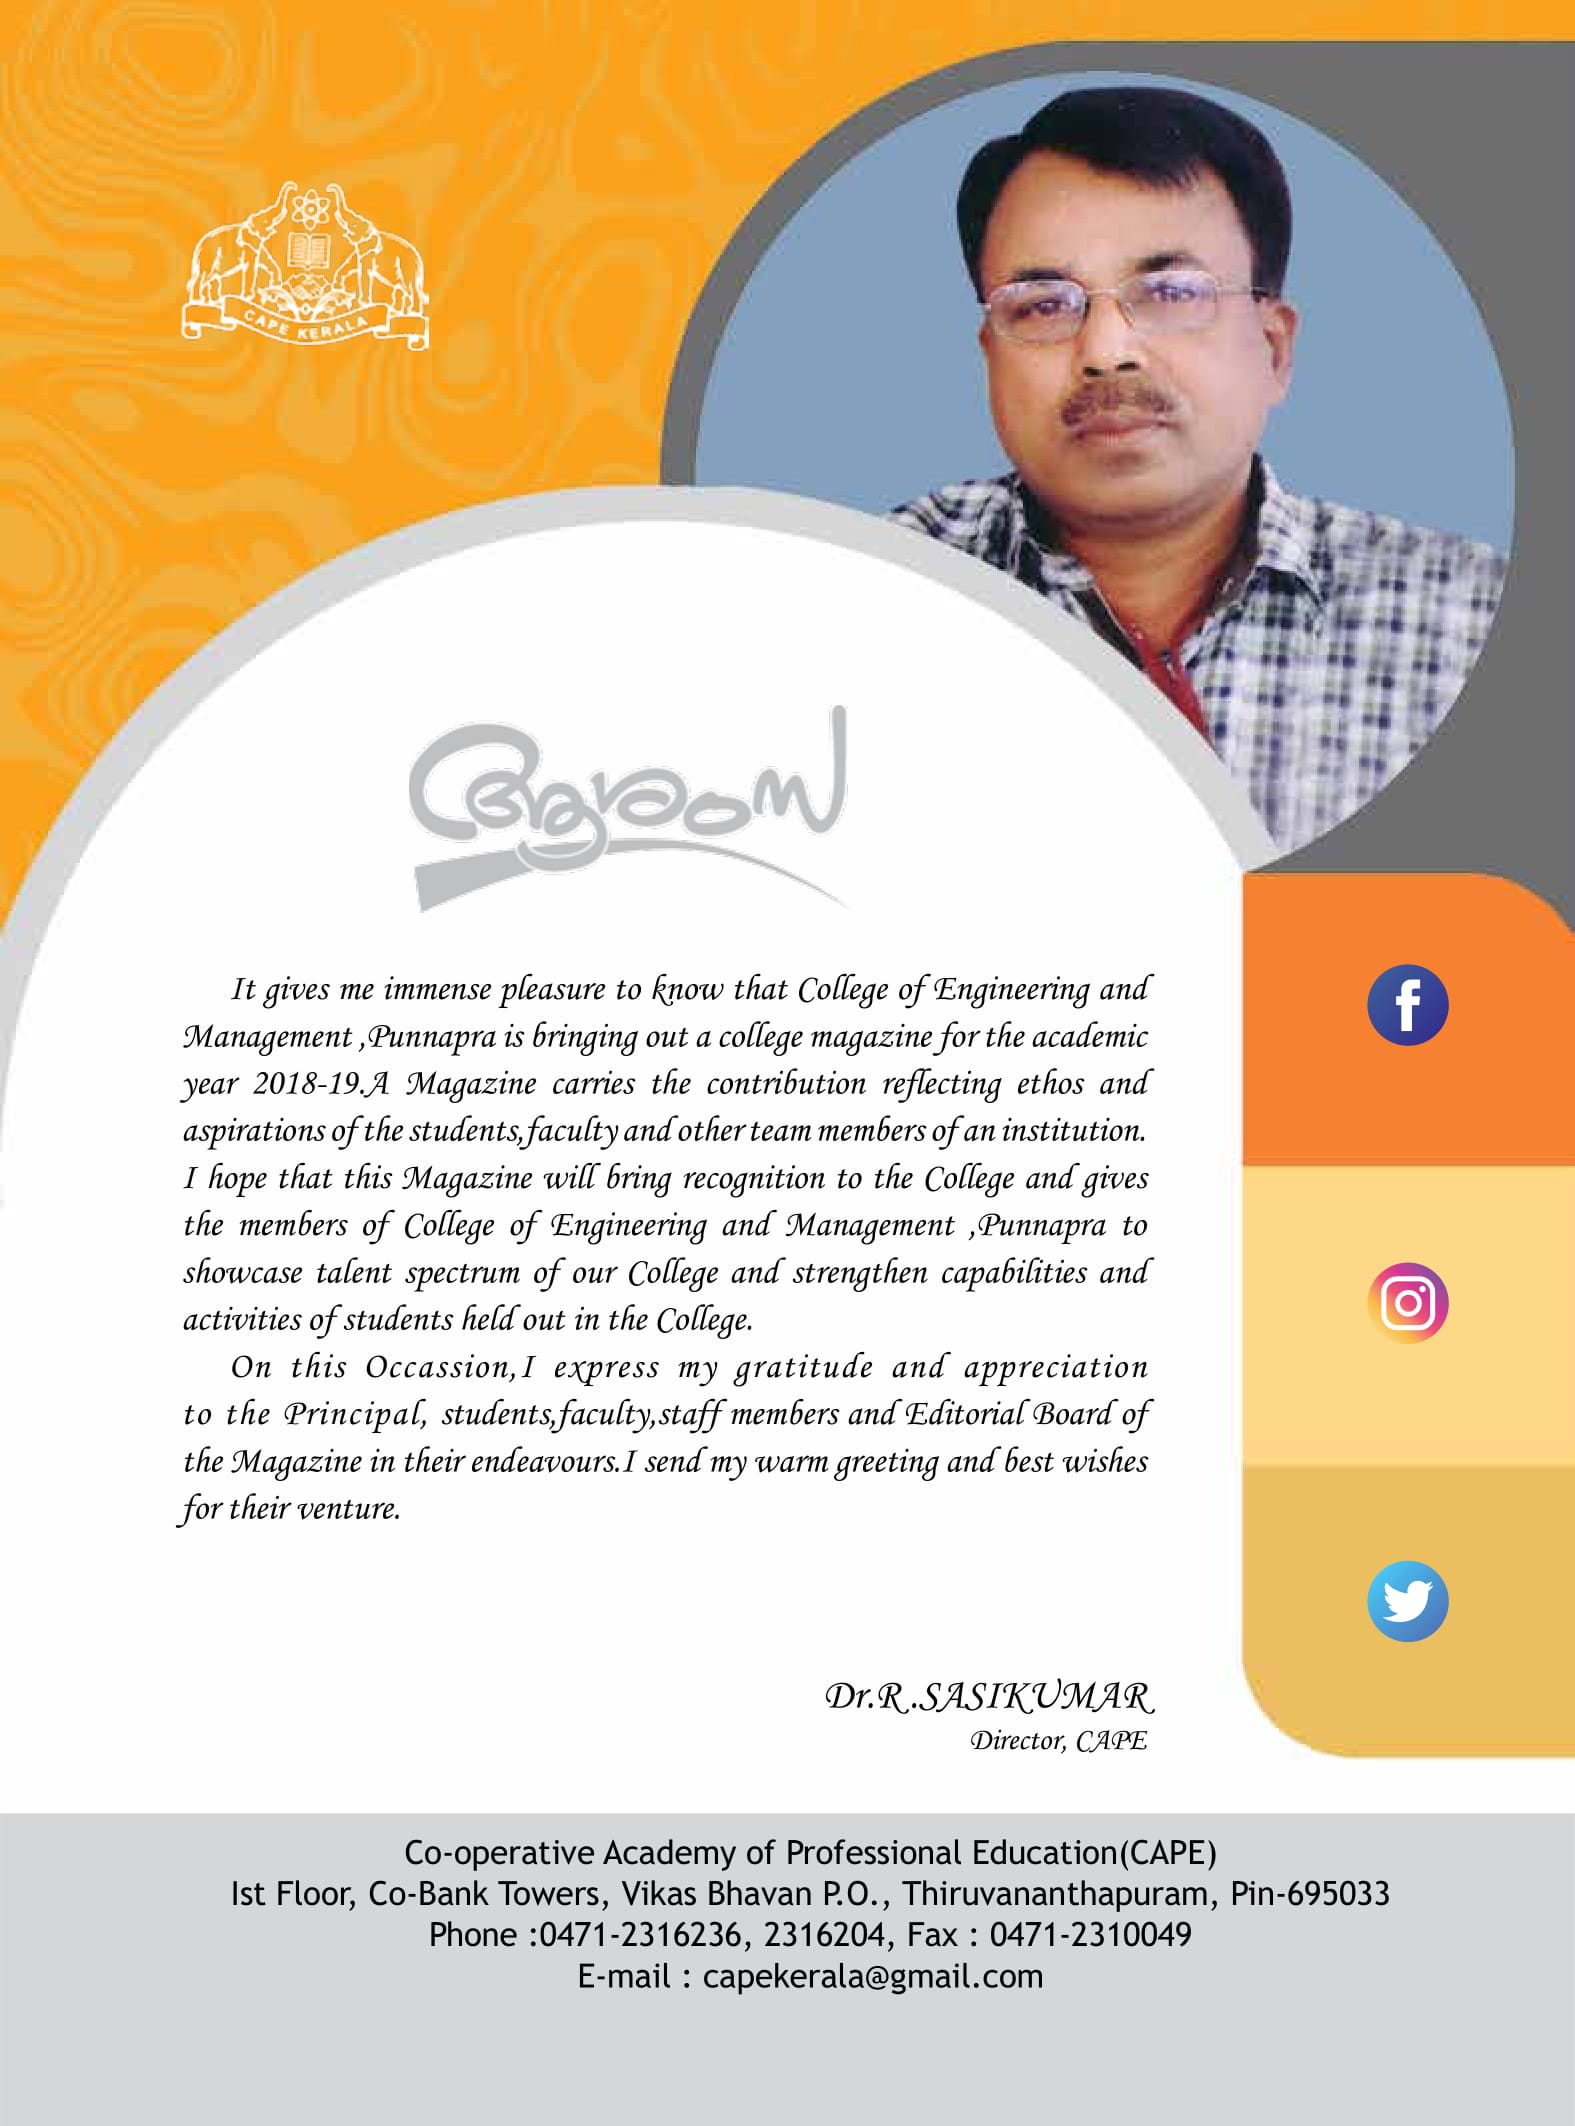 CAPE KERALA
ആശംസ
It gives me immense pleasure to know that College of Engineering and
Management ,Punnapra is bringing out a college magazine for the academic
year 2018-19.A Magazine carries the contribution reflecting ethos and
aspirations of the students,faculty and other team members of an institution.
I hope that this Magazine will bring recognition to the College and gives
the members of College of Engineering and Management ,Punnapra to
showcase talent spectrum of our College and strengthen capabilities and
activities of students held out in the College.
On this Occassion,I express my gratitude and appreciation
to the Principal, students,faculty,staff members and Editorial Board of
the Magazine in their endeavours.I send my warm greeting and best wishes
for their venture.
Dr.R.SASIKUMAR
Director, CAPE
Co-operative Academy of Professional Education(CAPE)
Ist Floor, Co-Bank Towers, Vikas Bhavan P.O., Thiruvananthapuram, Pin-695033
Phone :0471-2316236, 2316204, Fax : 0471-2310049
E-mail : capekerala@gmail.com